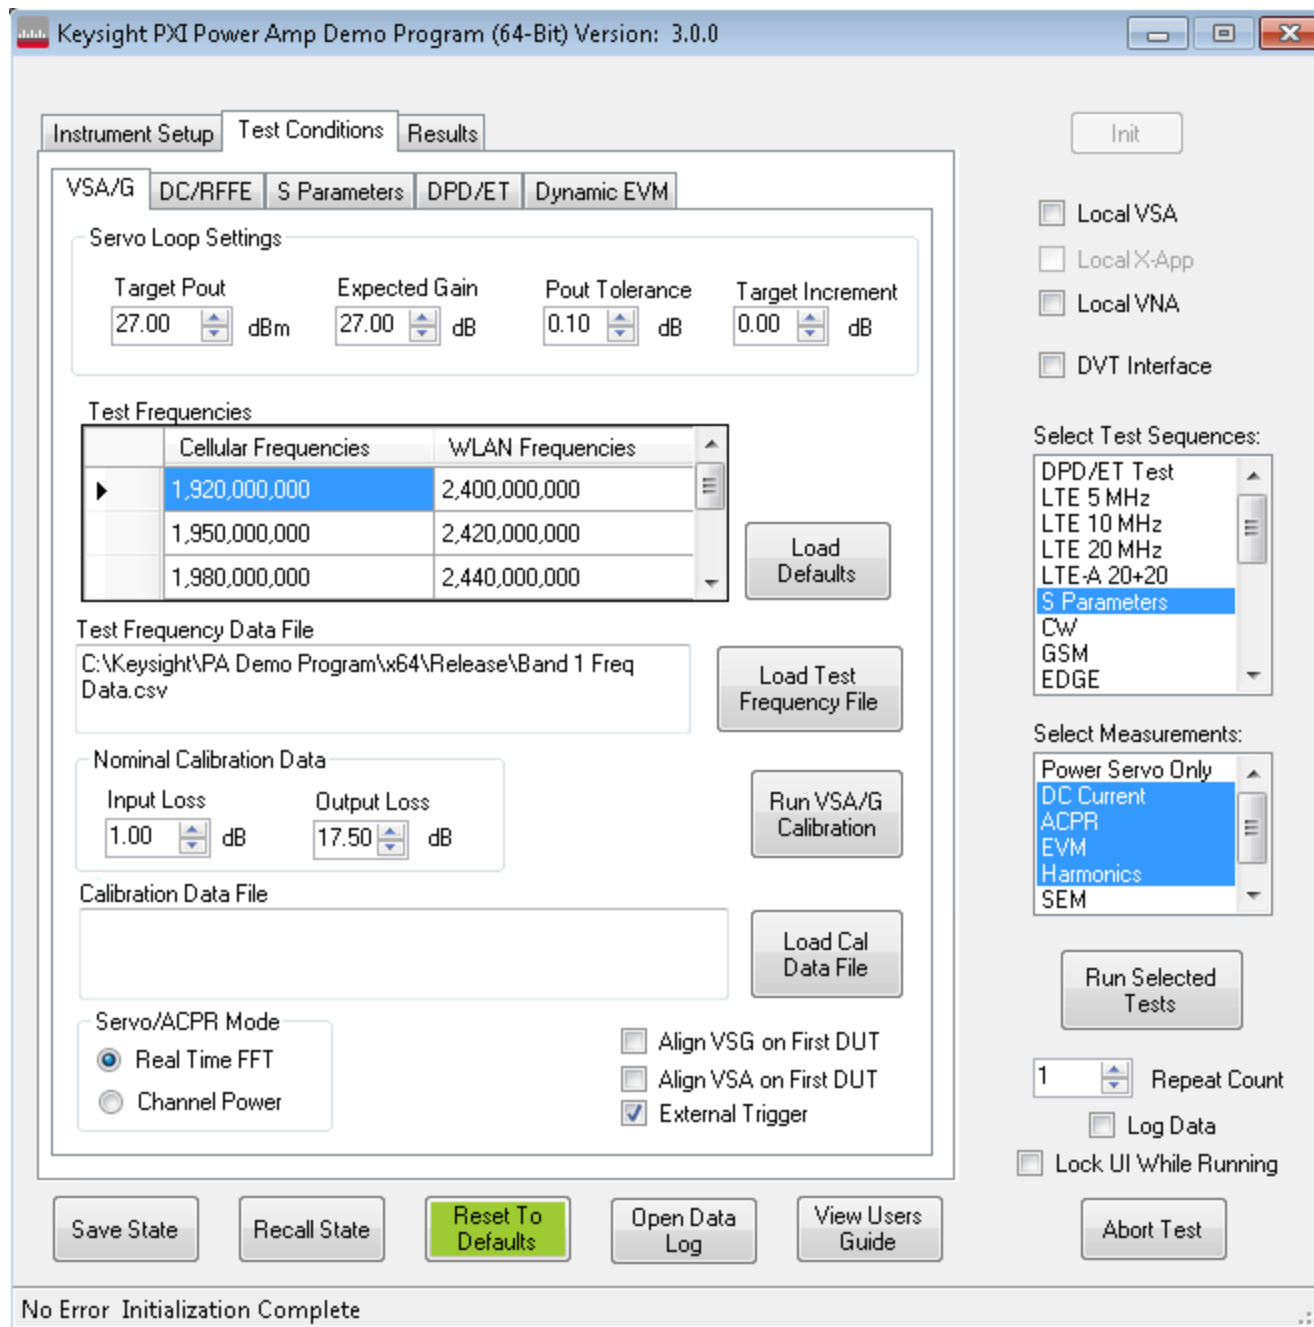 Keysight PXI Power Amp Demo Program (64-Bit) Version:  3.0.0
Instrument Setup
Test Conditions
Results
Init
VSA/G
DC/RFFE
S Parameters
DPD/ET
Dynamic EVM
Local VSA
Local X-App
Local VNA
DVT Interface
Servo Loop Settings
Target Pout
Expected Gain
Pout Tolerance
Target Increment
27.00 dBm
27.00 dB
0.10 dB
0.00 dB
Test Frequencies
Cellular Frequencies
WLAN Frequencies
1,920,000,000
2,400,000,000
1,950,000,000
2,420,000,000
1,980,000,000
2,440,000,000
Load
Defaults
Select Test Sequences:
DPD/ET Test
LTE 5 MHz
LTE 10 MHz
LTE 20 MHz
LTE-A 20+20
S Parameters
CW
GSM
EDGE
Test Frequency Data File
C:\Keysight\PA Demo Program\x64\Release\Band 1 Freq
Data.csv
Load Test
Frequency File
Select Measurements:
Power Servo Only
DC Current
ACPR
EVM
Harmonics
SEM
Nominal Calibration Data
Input Loss
Output Loss
1.00 dB
17.50 dB
Run VSA/G
Calibration
Calibration Data File
Load Cal
Data File
Run Selected
Tests
Servo/ACPR Mode
Real Time FFT
Channel Power
Align VSG on First DUT
Align VSA on First DUT
External Trigger
1 Repeat Count
Log Data
Lock UI While Running
Save State
Recall State
Reset To
Defaults
Open Data
Log
View Users
Guide
Abort Test
No Error  Initialization Complete